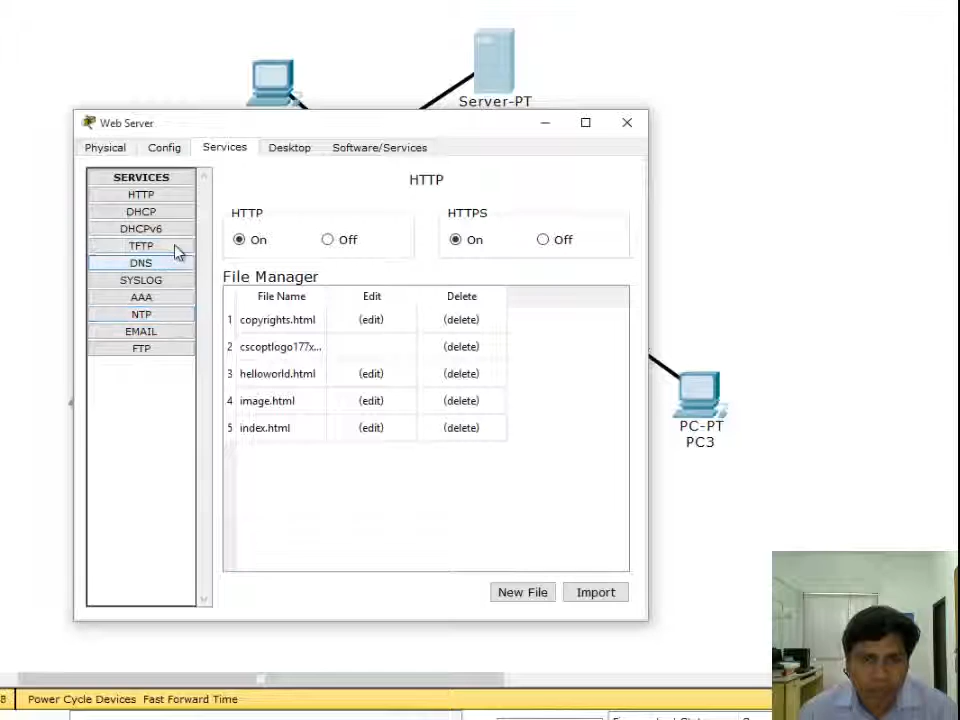 Server-PT
Web Server
Physical Config Services Desktop Software/Services
SERVICES
HTTP
DHCP
DHCPv6
TFTP
DNS
SYSLOG
AAA
NTP
EMAIL
FTP
HTTP
HTTP HTTPS
On Off On Off
File Manager
File Name Edit Delete
1 copyrights.html (edit) (delete)
2 cscoptlogo177x... (delete)
3 helloworld.html (edit) (delete)
4 image.html (edit) (delete)
5 index.html (edit) (delete)
New File Import
PC-PT
PC3
8 Power Cycle Devices Fast Forward Time